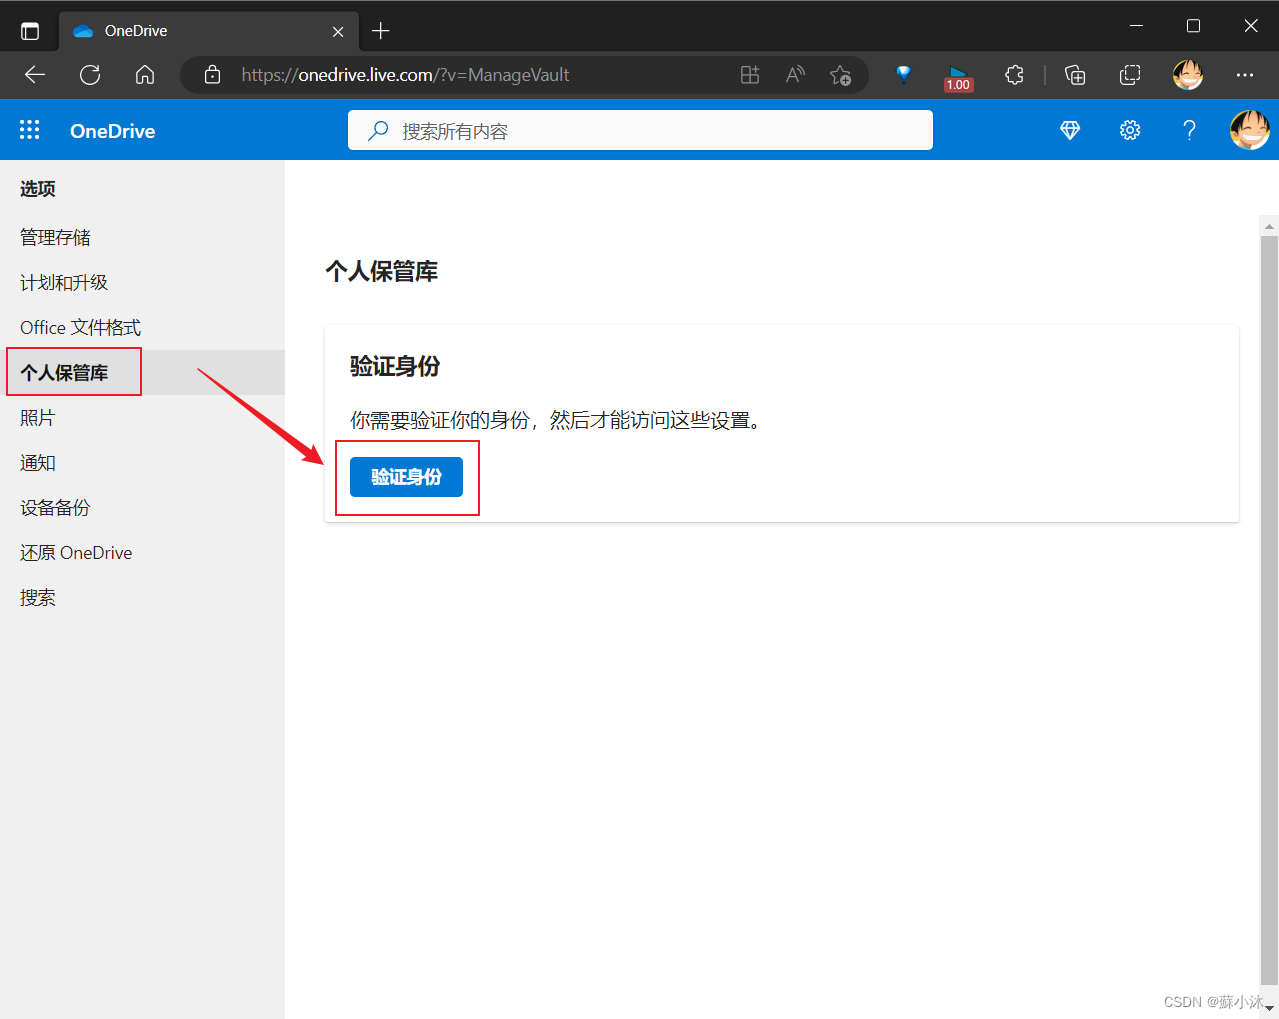 OneDrive
https://onedrive.live.com/?v=ManageVault
1.00
OneDrive
搜索所有内容
选项
管理存储
计划和升级
Office 文件格式
个人保管库
照片
通知
设备备份
还原 OneDrive
搜索
个人保管库
验证身份
你需要验证你的身份，然后才能访问这些设置。
验证身份
CSDN @蘇小沐